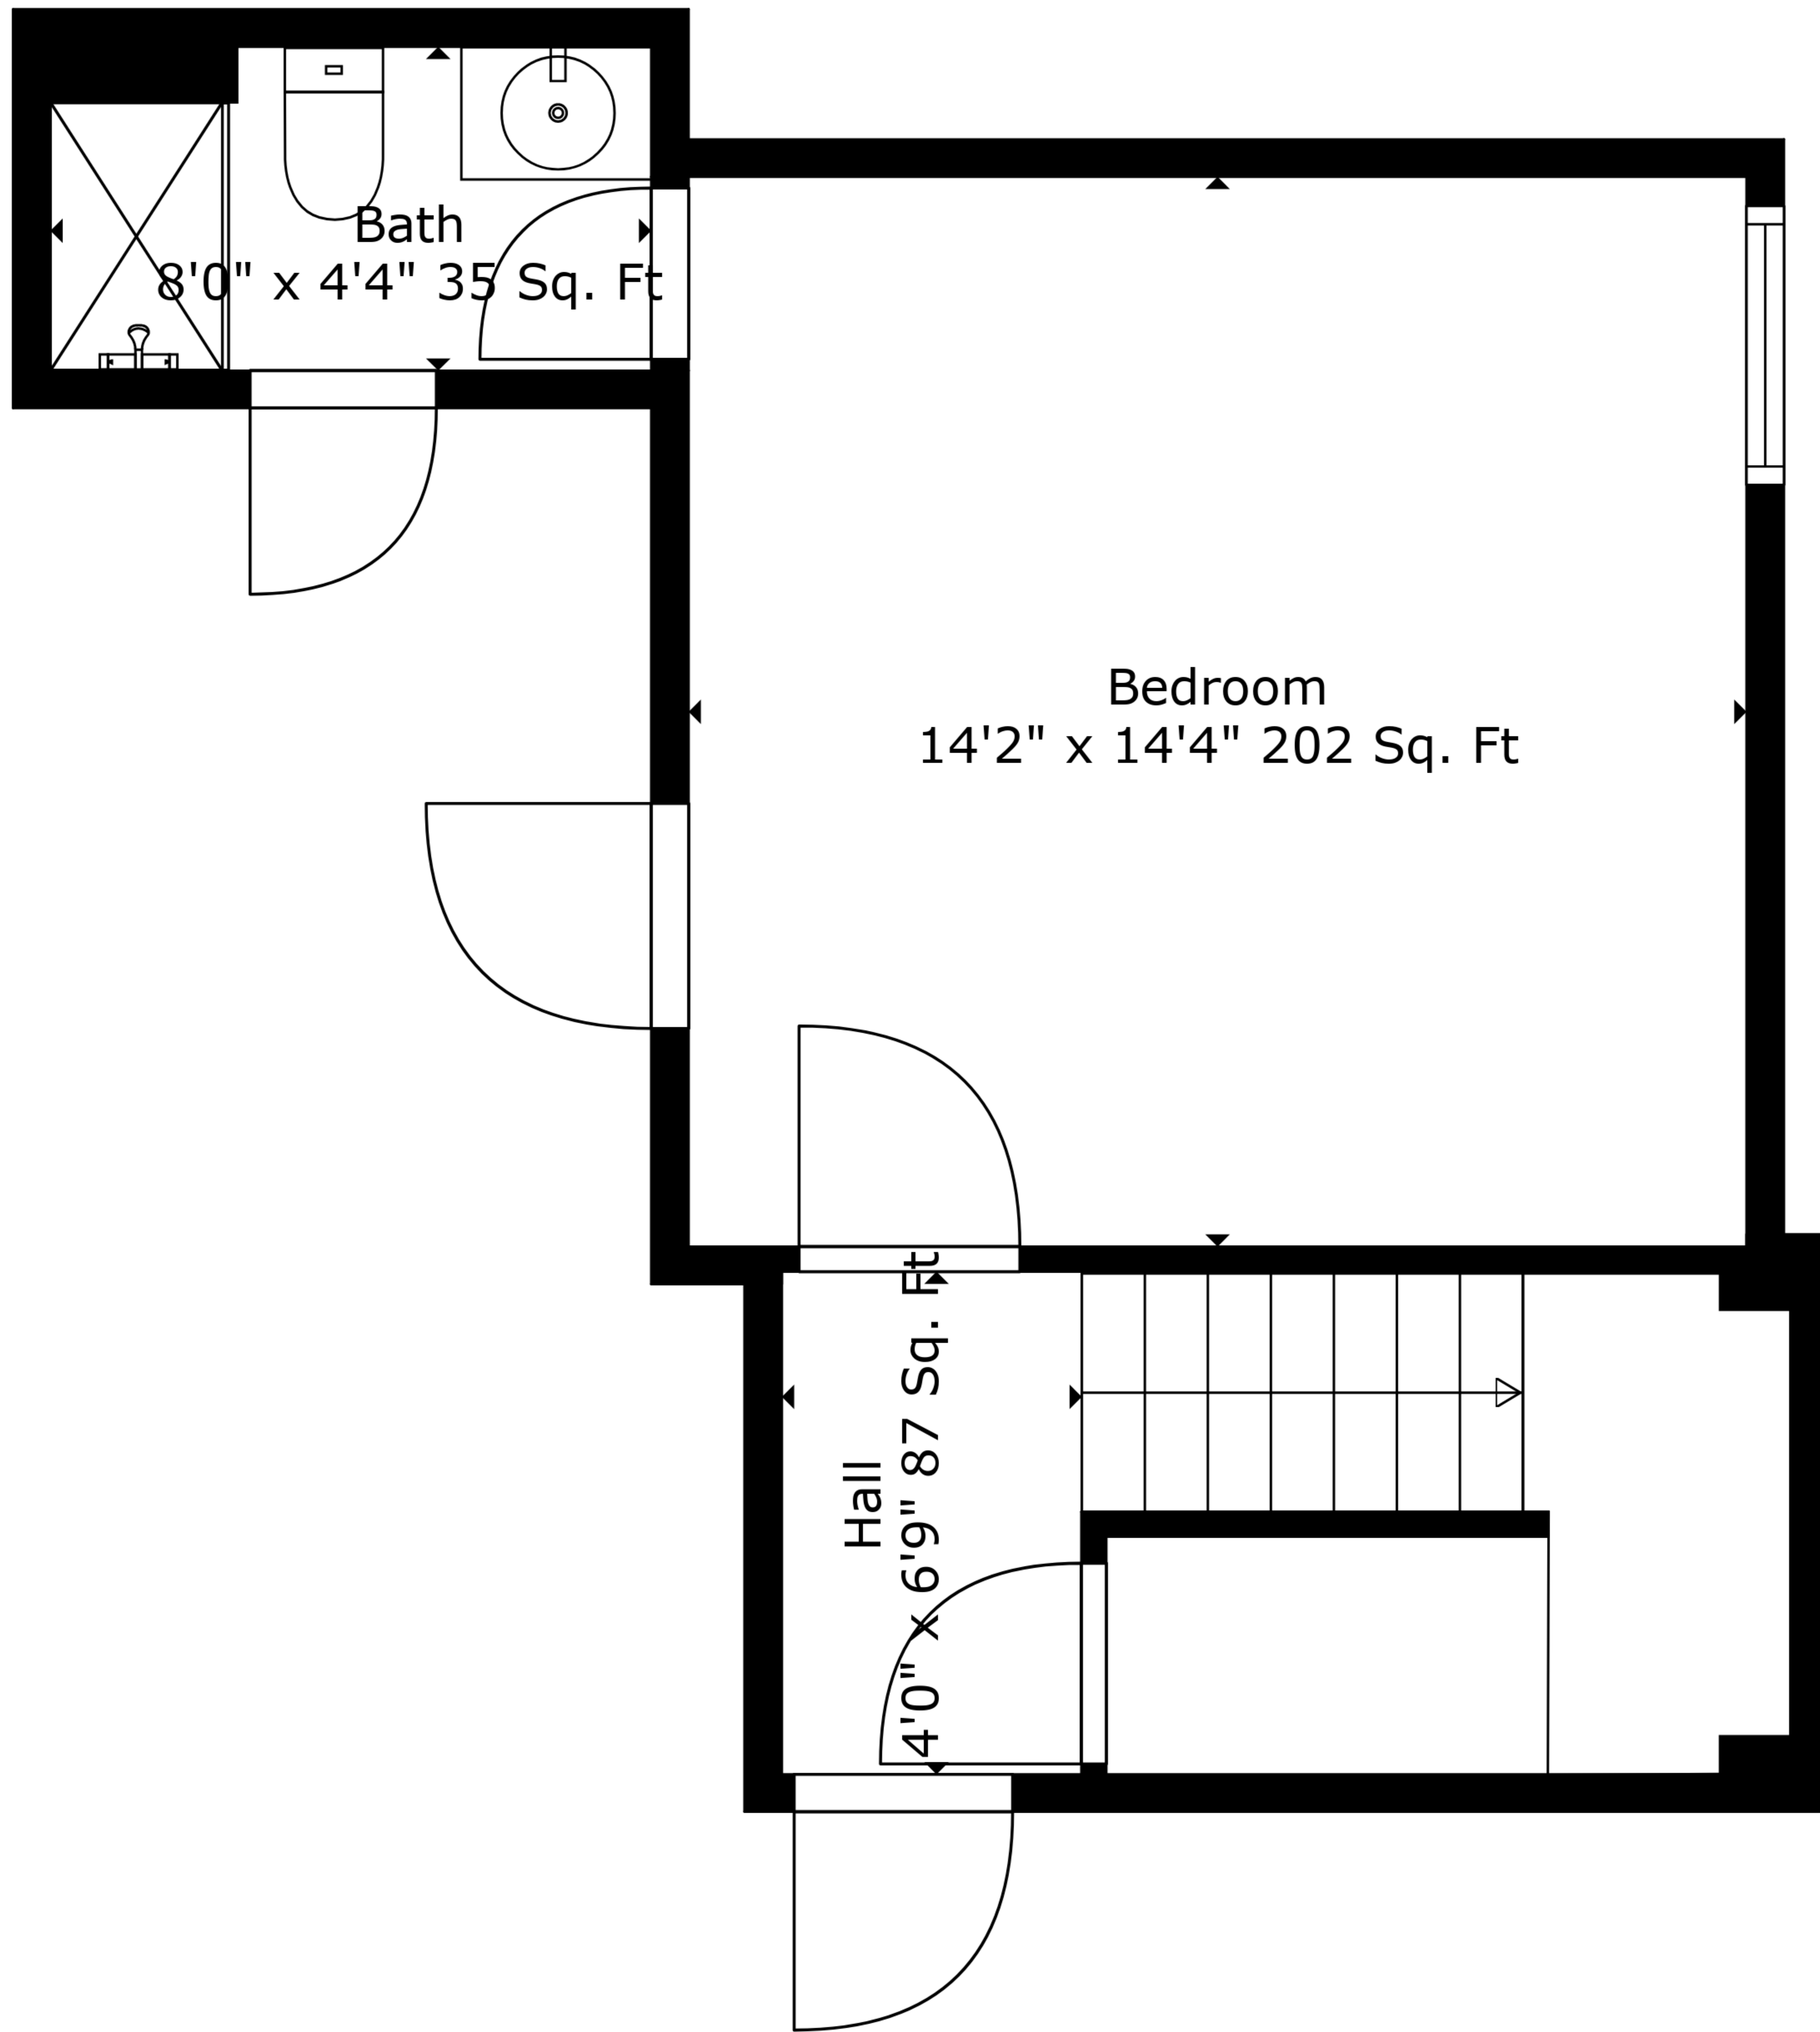 Bath
8'0" x 4'4" 35 Sq. Ft
Bedroom
14'2" x 14'4" 202 Sq. Ft
Hall
4'0" x 6'9" 87 Sq. Ft